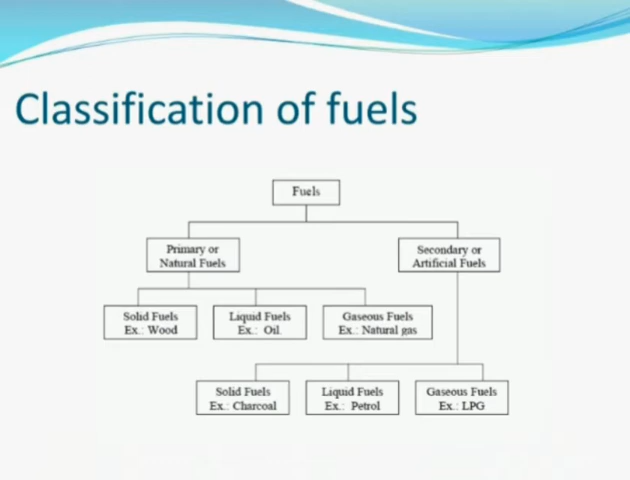 Classification of fuels
Fuels
Primary or
Natural Fuels
Secondary or
Artificial Fuels
Solid Fuels
Ex.: Wood
Liquid Fuels
Ex.: Oil.
Gaseous Fuels
Ex.: Natural gas
Solid Fuels
Ex.: Charcoal
Liquid Fuels
Ex.: Petrol
Gaseous Fuels
Ex.: LPG